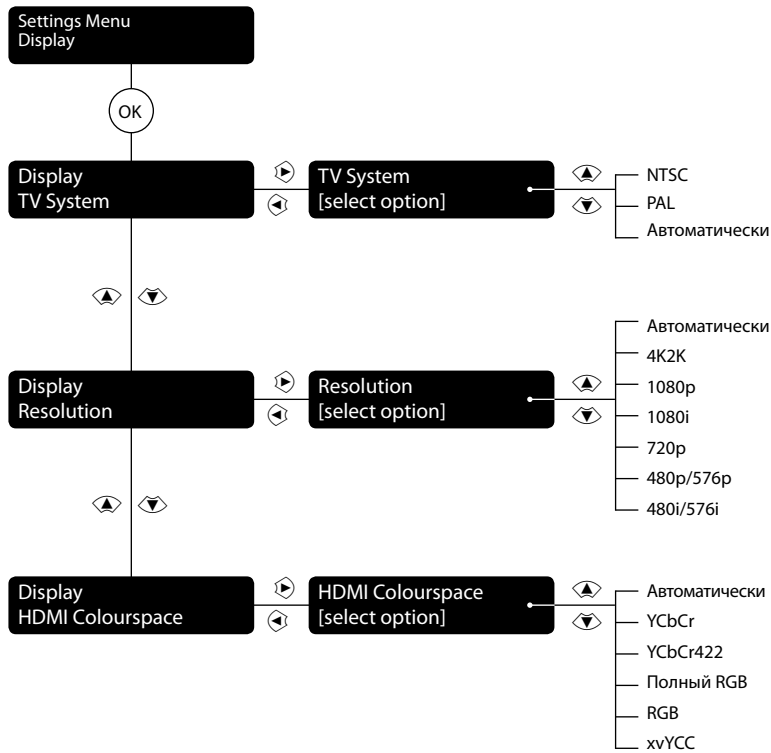 Settings Menu
Display
OK
Display
TV System
TV System
[select option]
NTSC
PAL
Автоматически
Display
Resolution
Resolution
[select option]
Автоматически
4K2K
1080p
1080i
720p
480p/576p
480i/576i
Display
HDMI Colourspace
HDMI Colourspace
[select option]
Автоматически
YCbCr
YCbCr422
Полный RGB
RGB
xvYCC